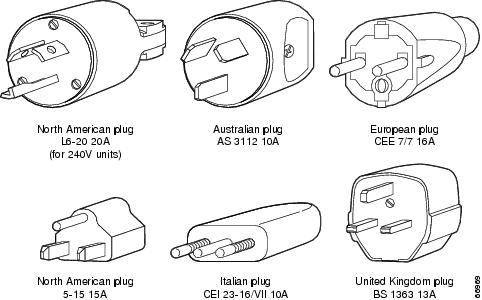 North American plug
L6-20 20A
(for 240V units)
Australian plug
AS 3112 10A
European plug
CEE 7/7 16A
North American plug
5-15 15A
Italian plug
CEI 23-16/VII 10A
United Kingdom plug
BS 1363 13A
66969